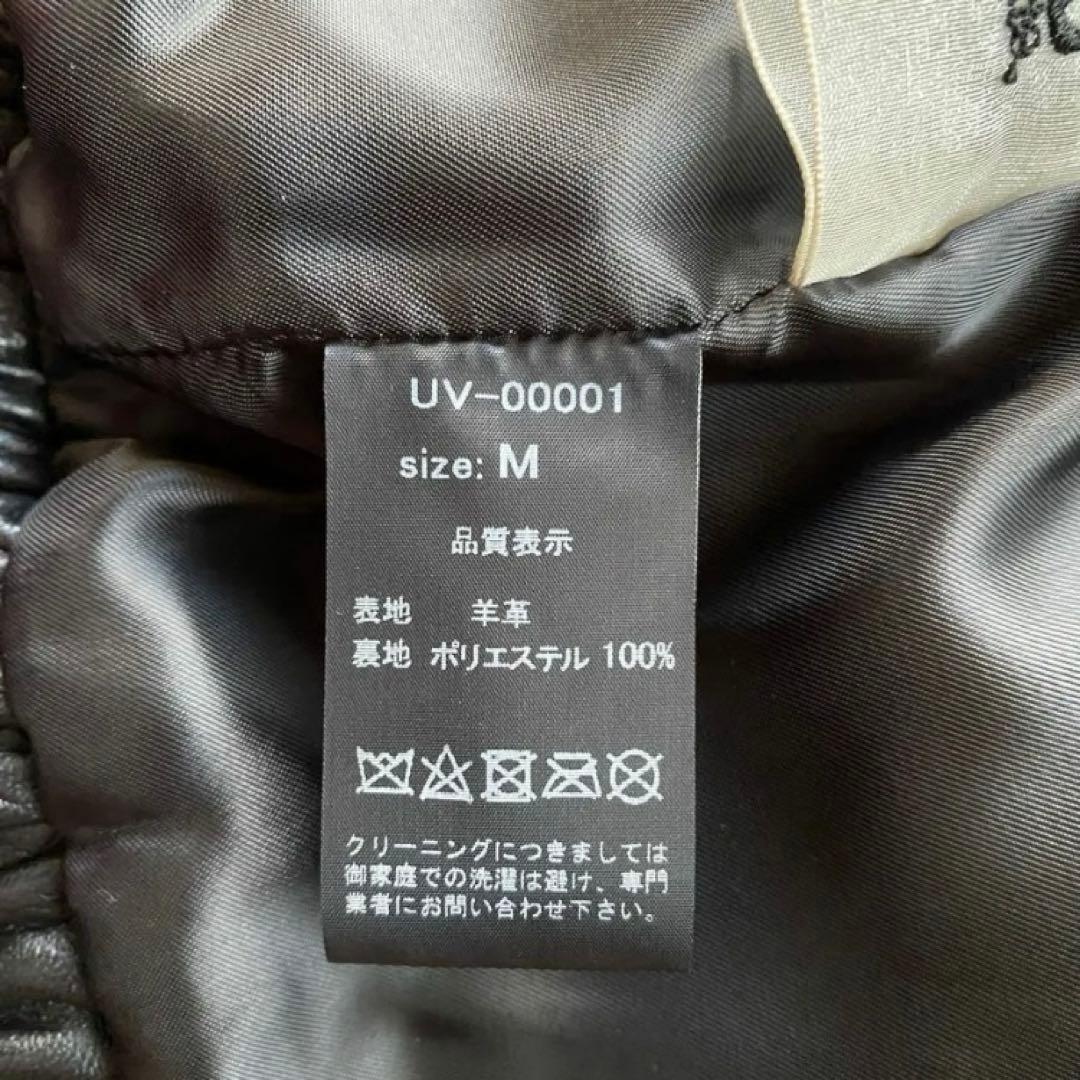 UV-00001
size: M
品質表示
表地 羊革
裏地 ポリエステル 100%
クリーニングにつきましては
御家庭での洗濯は避け、専門
業者にお問い合わせ下さい。